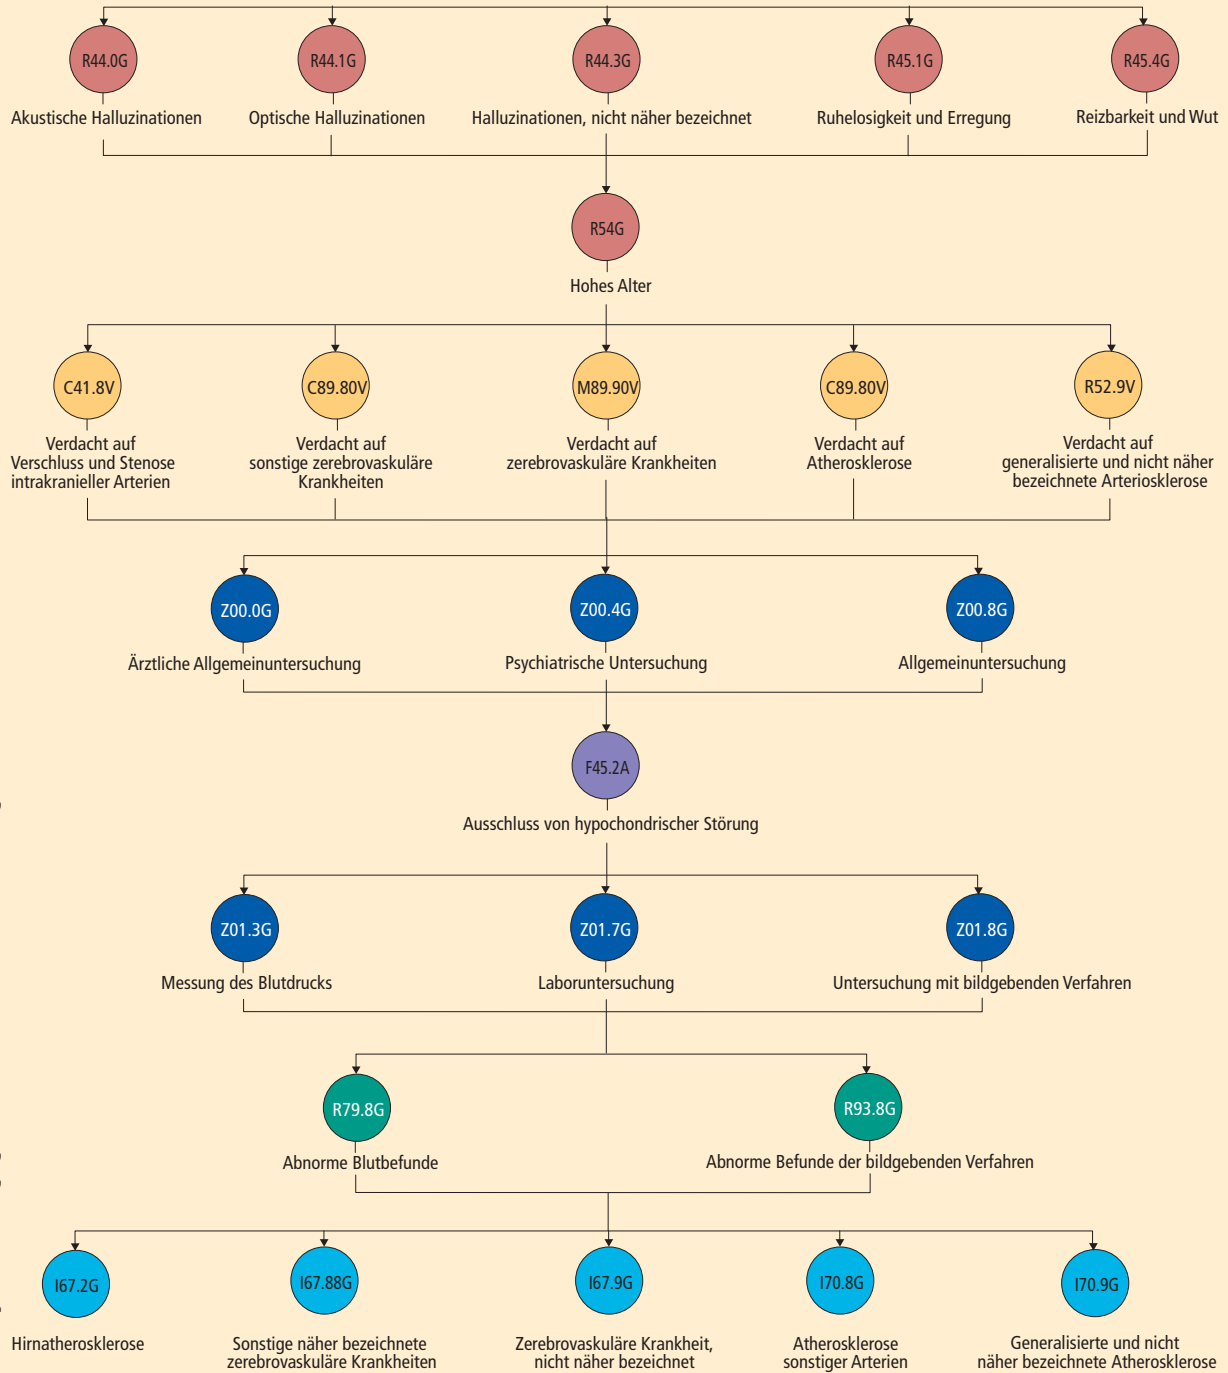 R44.0G
R44.1G
R44.3G
R45.1G
R45.4G
Akustische Halluzinationen
Optische Halluzinationen
Halluzinationen, nicht näher bezeichnet
Ruhelosigkeit und Erregung
Reizbarkeit und Wut
R54G
Hohes Alter
C41.8V
C89.80V
M89.90V
C89.80V
R52.9V
Verdacht auf
Verschluss und Stenose
intrakranieller Arterien
Verdacht auf
sonstige zerebrovaskuläre
Krankheiten
Verdacht auf
zerebrovaskuläre Krankheiten
Verdacht auf
Atherosklerose
Verdacht auf
generalisierte und nicht näher
bezeichnete Arteriosklerose
Z00.0G
Z00.4G
Z00.8G
Ärztliche Allgemeinuntersuchung
Psychiatrische Untersuchung
Allgemeinuntersuchung
F45.2A
Ausschluss von hypochondrischer Störung
Z01.3G
Z01.7G
Z01.8G
Messung des Blutdrucks
Laboruntersuchung
Untersuchung mit bildgebenden Verfahren
R79.8G
R93.8G
Abnorme Blutbefunde
Abnorme Befunde der bildgebenden Verfahren
I67.2G
I67.88G
I67.9G
I70.8G
I70.9G
Hirnatherosklerose
Sonstige näher bezeichnete
zerebrovaskuläre Krankheiten
Zerebrovaskuläre Krankheit,
nicht näher bezeichnet
Atherosklerose
sonstiger Arterien
Generalisierte und nicht
näher bezeichnete Atherosklerose